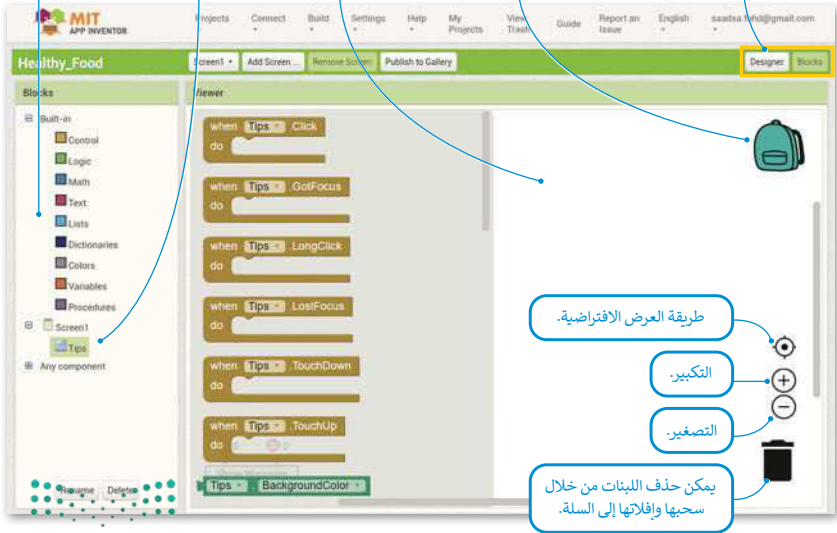 MIT
APP INVENTOR
Projects Connect Build Settings Help My Projects View Trash Guide Report an Issue English saadsa.fahd@gmail.com
Healthy_Food
Screen1 Add Screen ... Remove Screen Publish to Gallery
Designer Blocks
Blocks
Viewer
Built-in
Control
Logic
Math
Text
Lists
Dictionaries
Colors
Variables
Procedures
Screen1
Tips
Any component
Rename Delete
when Tips .Click
do
when Tips .GotFocus
do
when Tips .LongClick
do
when Tips .LostFocus
do
when Tips .TouchDown
do
when Tips .TouchUp
do
Show Warnings
Tips . BackgroundColor
طريقة العرض الافتراضية.
التكبير.
التصغير.
يمكن حذف اللبنات من خلال
سحبها وإفلاتها إلى السلة.